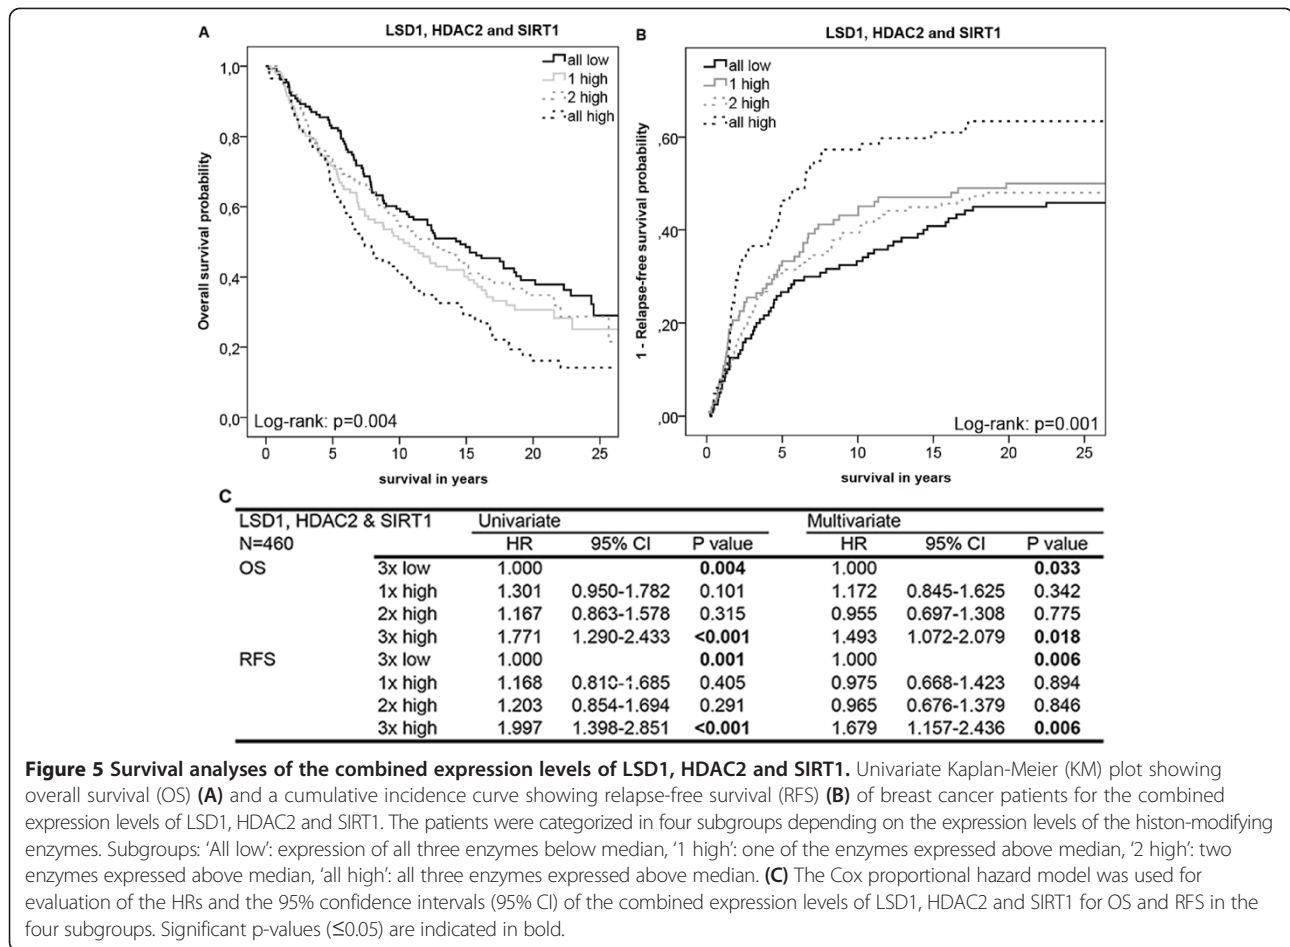 A
LSD1, HDAC2 and SIRT1
all low
1 high
2 high
all high
1,0
0,8
0,6
0,4
0,2
0,0
Overall survival probability
Log-rank: p=0.004
0 5 10 15 20 25
survival in years
B
LSD1, HDAC2 and SIRT1
all low
1 high
2 high
all high
,60
,40
,20
,00
1 - Relapse-free survival probability
Log-rank: p=0.001
0 5 10 15 20 25
survival in years
C
LSD1, HDAC2 & SIRT1 Univariate Multivariate
N=460 HR 95% CI P value HR 95% CI P value
OS 3x low 1.000 0.004 1.000 0.033
1x high 1.301 0.950-1.782 0.101 1.172 0.845-1.625 0.342
2x high 1.167 0.863-1.578 0.315 0.955 0.697-1.308 0.775
3x high 1.771 1.290-2.433 <0.001 1.493 1.072-2.079 0.018
RFS 3x low 1.000 0.001 1.000 0.006
1x high 1.168 0.810-1.685 0.405 0.975 0.668-1.423 0.894
2x high 1.203 0.854-1.694 0.291 0.965 0.676-1.379 0.846
3x high 1.997 1.398-2.851 <0.001 1.679 1.157-2.436 0.006
Figure 5 Survival analyses of the combined expression levels of LSD1, HDAC2 and SIRT1. Univariate Kaplan-Meier (KM) plot showing
overall survival (OS) (A) and a cumulative incidence curve showing relapse-free survival (RFS) (B) of breast cancer patients for the combined
expression levels of LSD1, HDAC2 and SIRT1. The patients were categorized in four subgroups depending on the expression levels of the histon-modifying
enzymes. Subgroups: ‘All low’: expression of all three enzymes below median, ‘1 high’: one of the enzymes expressed above median, ‘2 high’: two
enzymes expressed above median, ‘all high’: all three enzymes expressed above median. (C) The Cox proportional hazard model was used for
evaluation of the HRs and the 95% confidence intervals (95% CI) of the combined expression levels of LSD1, HDAC2 and SIRT1 for OS and RFS in the
four subgroups. Significant p-values (≤0.05) are indicated in bold.